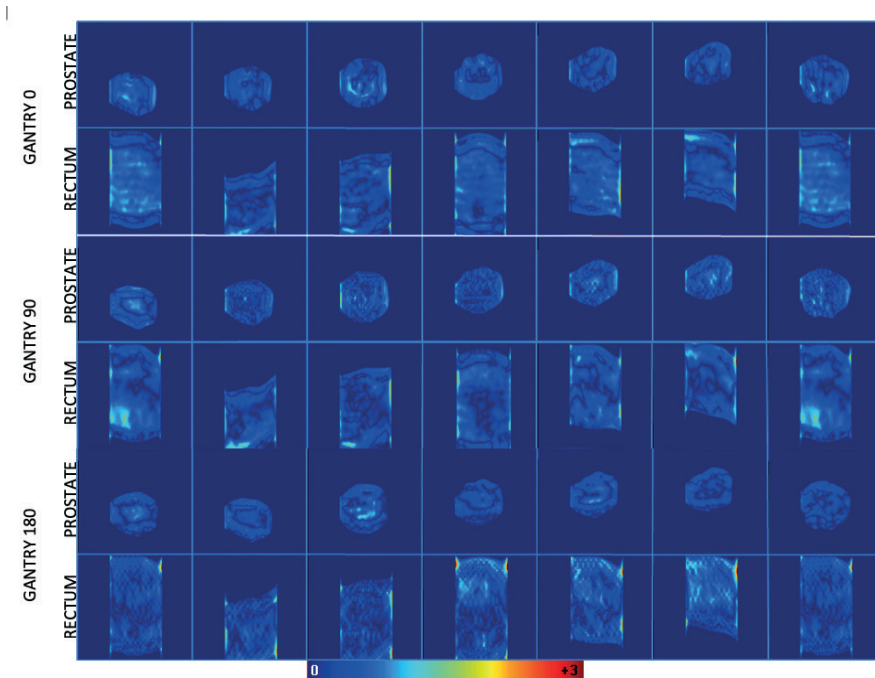 GANTRY 0
PROSTATE
RECTUM
GANTRY 90
PROSTATE
RECTUM
GANTRY 180
PROSTATE
RECTUM
0 +3